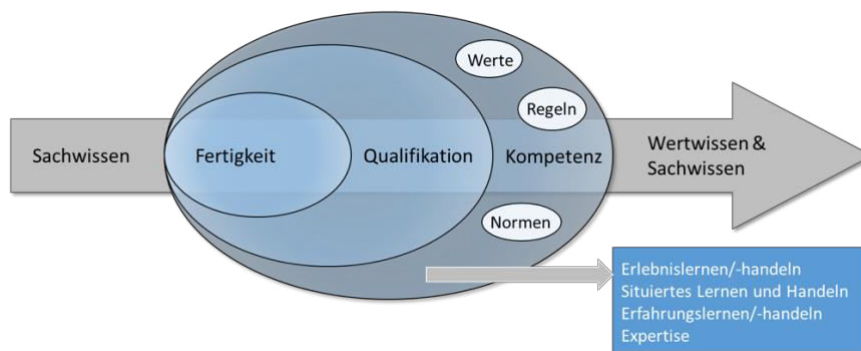 Werte
Regeln
Sachwissen
Fertigkeit
Qualifikation
Kompetenz
Wertwissen &
Sachwissen
Normen
Erlebnislernen/-handeln
Situiertes Lernen und Handeln
Erfahrungslernen/-handeln
Expertise